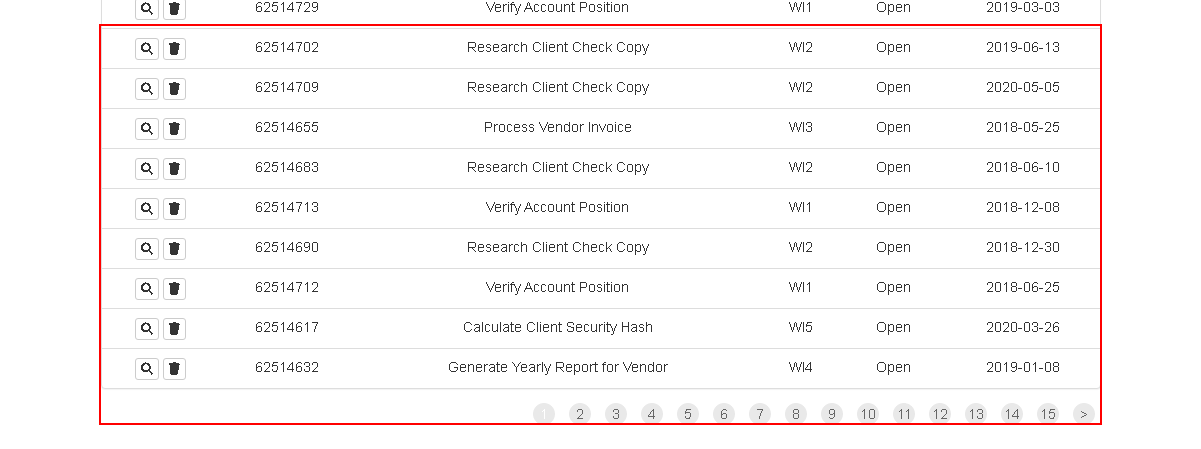 62514729 Verify Account Position WI1 Open 2019-03-03
62514702 Research Client Check Copy WI2 Open 2019-06-13
62514709 Research Client Check Copy WI2 Open 2020-05-05
62514655 Process Vendor Invoice WI3 Open 2018-05-25
62514683 Research Client Check Copy WI2 Open 2018-06-10
62514713 Verify Account Position WI1 Open 2018-12-08
62514690 Research Client Check Copy WI2 Open 2018-12-30
62514712 Verify Account Position WI1 Open 2018-06-25
62514617 Calculate Client Security Hash WI5 Open 2020-03-26
62514632 Generate Yearly Report for Vendor WI4 Open 2019-01-08
1 2 3 4 5 6 7 8 9 10 11 12 13 14 15 >